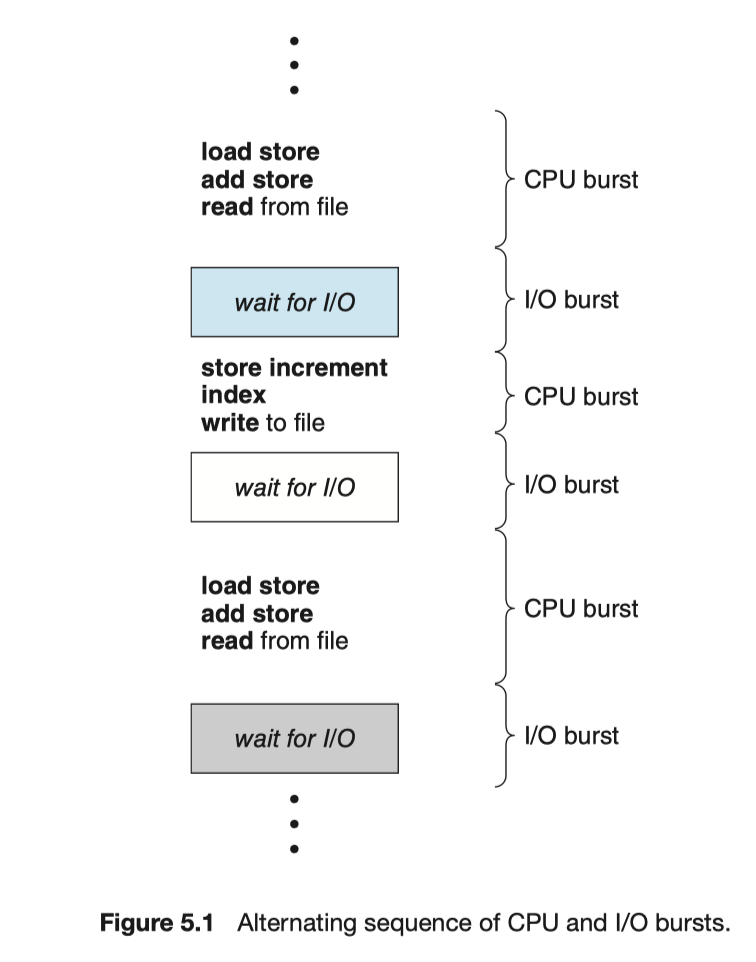 load store
add store
read from file
CPU burst
wait for I/O
I/O burst
store increment
index
write to file
CPU burst
wait for I/O
I/O burst
load store
add store
read from file
CPU burst
wait for I/O
I/O burst
Figure 5.1 Alternating sequence of CPU and I/O bursts.